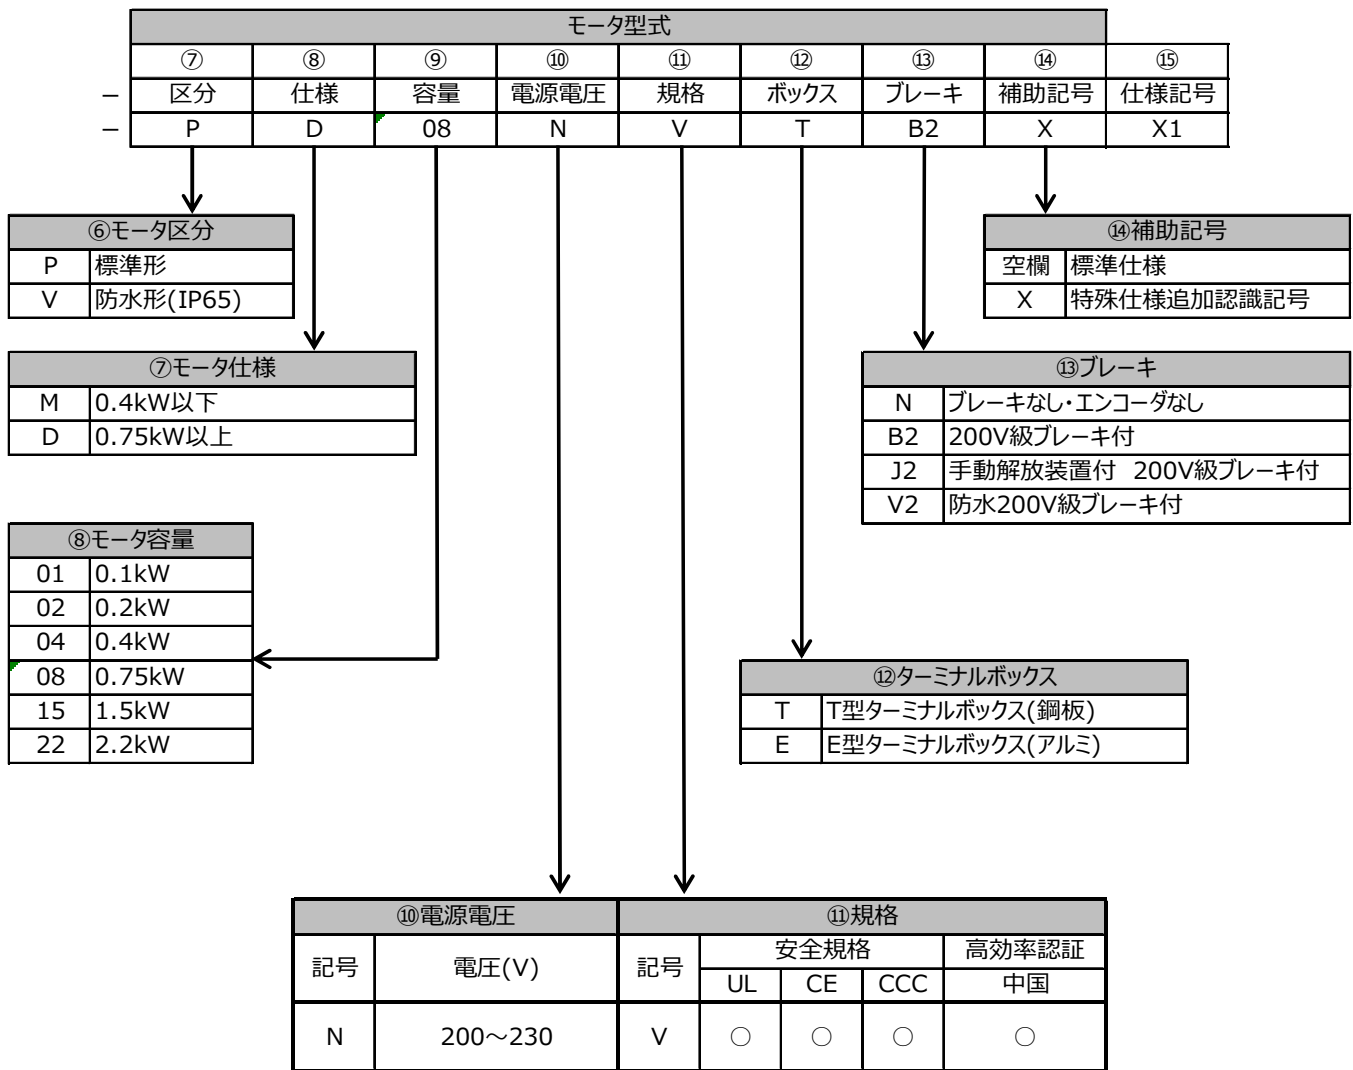 モータ型式
⑦ ⑧ ⑨ ⑩ ⑪ ⑫ ⑬ ⑭ ⑮
− 区分 仕様 容量 電源電圧 規格 ボックス ブレーキ 補助記号 仕様記号
− P D 08 N V T B2 X X1
⑥モータ区分
P 標準形
V 防水形(IP65)
⑭補助記号
空欄 標準仕様
X 特殊仕様追加認識記号
⑦モータ仕様
M 0.4kW以下
D 0.75kW以上
⑬ブレーキ
N ブレーキなし・エンコーダなし
B2 200V級ブレーキ付
J2 手動解放装置付 200V級ブレーキ付
V2 防水200V級ブレーキ付
⑧モータ容量
01 0.1kW
02 0.2kW
04 0.4kW
08 0.75kW
15 1.5kW
22 2.2kW
⑫ターミナルボックス
T T型ターミナルボックス(鋼板)
E E型ターミナルボックス(アルミ)
⑩電源電圧 ⑪規格
記号 電圧(V) 記号 安全規格 高効率認証
UL CE CCC 中国
N 200～230 V ○ ○ ○ ○